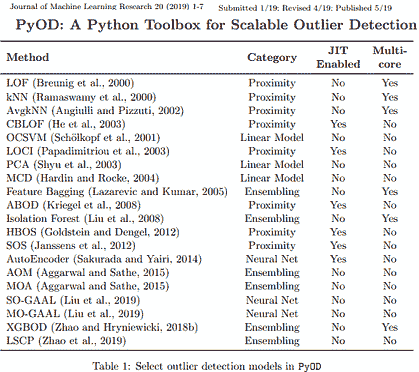 Journal of Machine Learning Research 20 (2019) 1-7 Submitted 1/19; Revised 4/19; Published 5/19
PyOD: A Python Toolbox for Scalable Outlier Detection
Method Category JIT Enabled Multi-core
LOF (Breunig et al., 2000) Proximity No Yes
kNN (Ramaswamy et al., 2000) Proximity No Yes
AvgkNN (Angiulli and Pizzuti, 2002) Proximity No Yes
CBLOF (He et al., 2003) Proximity Yes No
OCSVM (Schölkopf et al., 2001) Linear Model No No
LOCI (Papadimitriou et al., 2003) Proximity Yes No
PCA (Shyu et al., 2003) Linear Model No No
MCD (Hardin and Rocke, 2004) Linear Model No No
Feature Bagging (Lazarevic and Kumar, 2005) Ensembling No Yes
ABOD (Kriegel et al., 2008) Proximity Yes No
Isolation Forest (Liu et al., 2008) Ensembling No Yes
HBOS (Goldstein and Dengel, 2012) Proximity Yes No
SOS (Janssens et al., 2012) Proximity Yes No
AutoEncoder (Sakurada and Yairi, 2014) Neural Net Yes No
AOM (Aggarwal and Sathe, 2015) Ensembling No No
MOA (Aggarwal and Sathe, 2015) Ensembling No No
SO-GAAL (Liu et al., 2019) Neural Net No No
MO-GAAL (Liu et al., 2019) Neural Net No No
XGBOD (Zhao and Hryniewicki, 2018b) Ensembling No Yes
LSCP (Zhao et al., 2019) Ensembling No No
Table 1: Select outlier detection models in PyOD